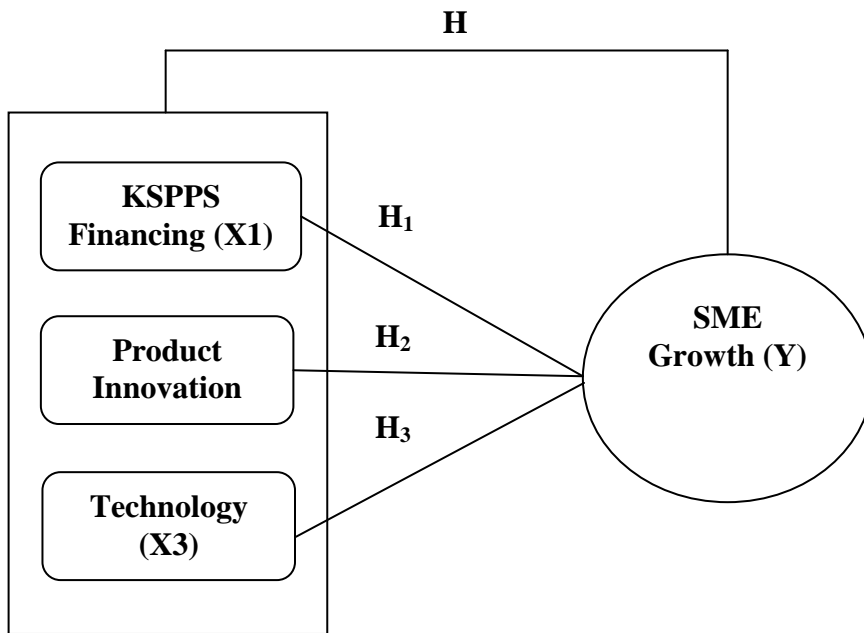 H
KSPPS
Financing (X1)
H₁
Product
Innovation
H₂
SME
Growth (Y)
H₃
Technology
(X3)